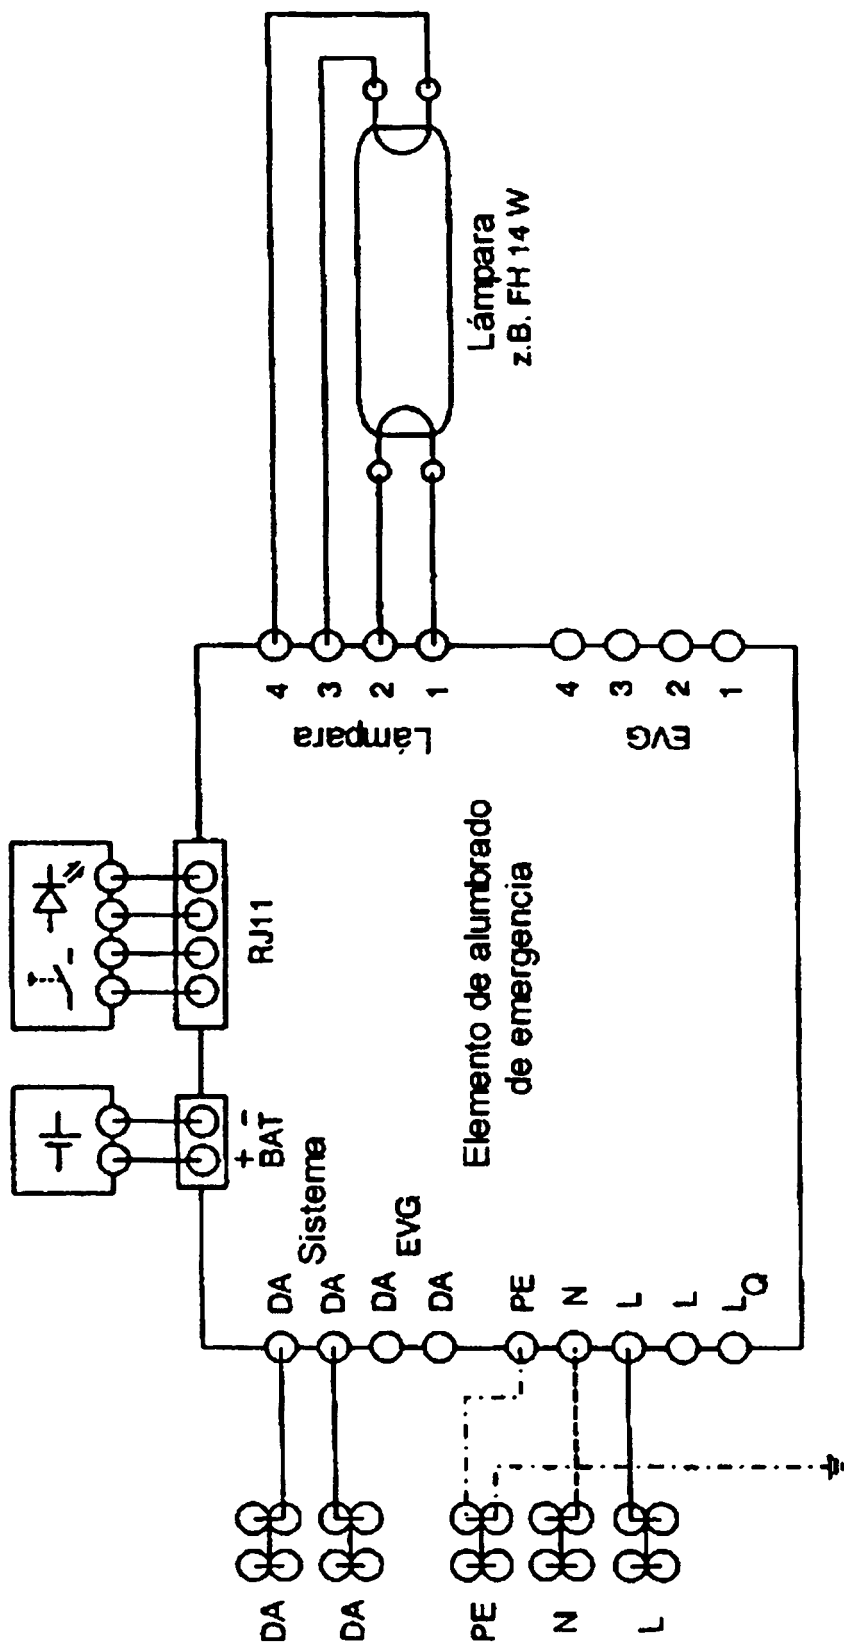 DA
DA
PE
N
L
DA
DA
Sistema
DA
DA
EVG
PE
N
L
L
LQ
+ -
BAT
RJ11
Elemento de alumbrado
de emergencia
4
3
2
1
Lámpara
4
3
2
1
EVG
Lámpara
z.B. FH 14 W